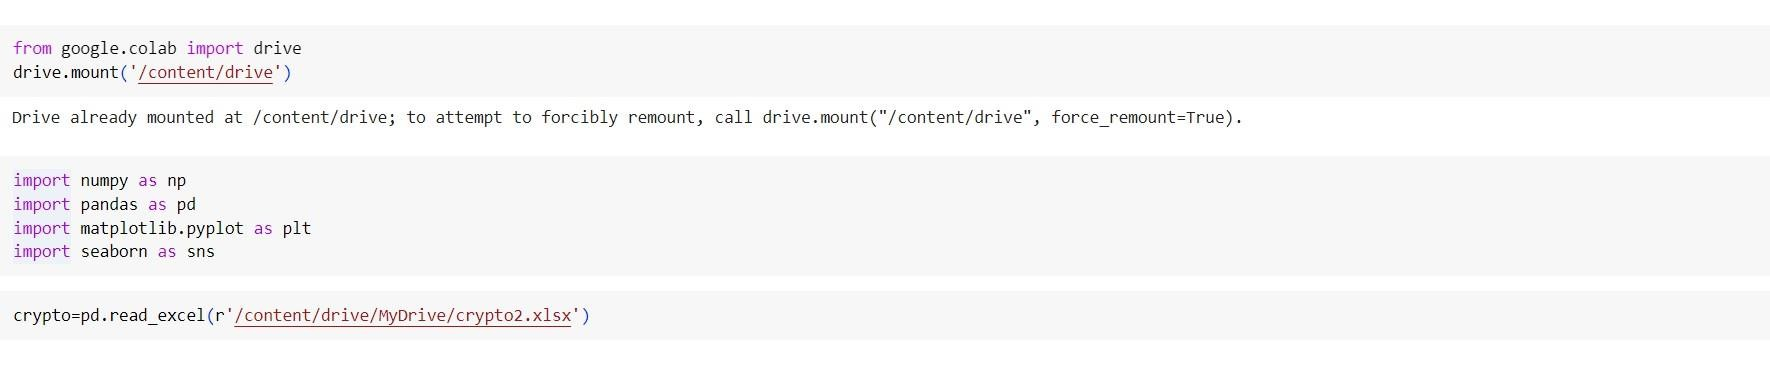 from google.colab import drive
drive.mount('/content/drive')
Drive already mounted at /content/drive; to attempt to forcibly remount, call drive.mount("/content/drive", force_remount=True).
import numpy as np
import pandas as pd
import matplotlib.pyplot as plt
import seaborn as sns
crypto=pd.read_excel(r'/content/drive/MyDrive/crypto2.xlsx')